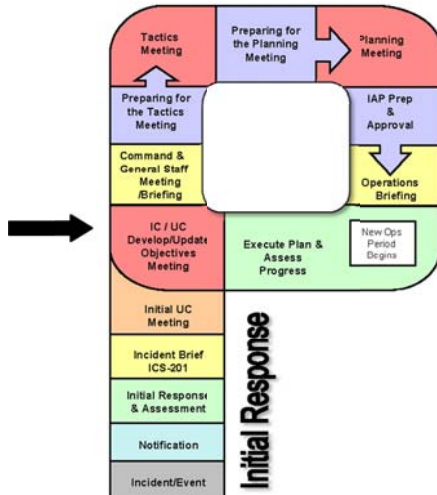 Tactics
Meeting
Preparing for
the Planning
Meeting
Planning
Meeting
Preparing for
the Tactics
Meeting
IAP Prep
&
Approval
Command &
General Staff
Meeting
/Briefing
Operations
Briefing
IC / UC
Develop/Update
Objectives
Meeting
Execute Plan &
Assess
Progress
New Ops
Period
Begins
Initial UC
Meeting
Incident Brief
ICS-201
Initial Response
& Assessment
Notification
Incident/Event
Initial Response